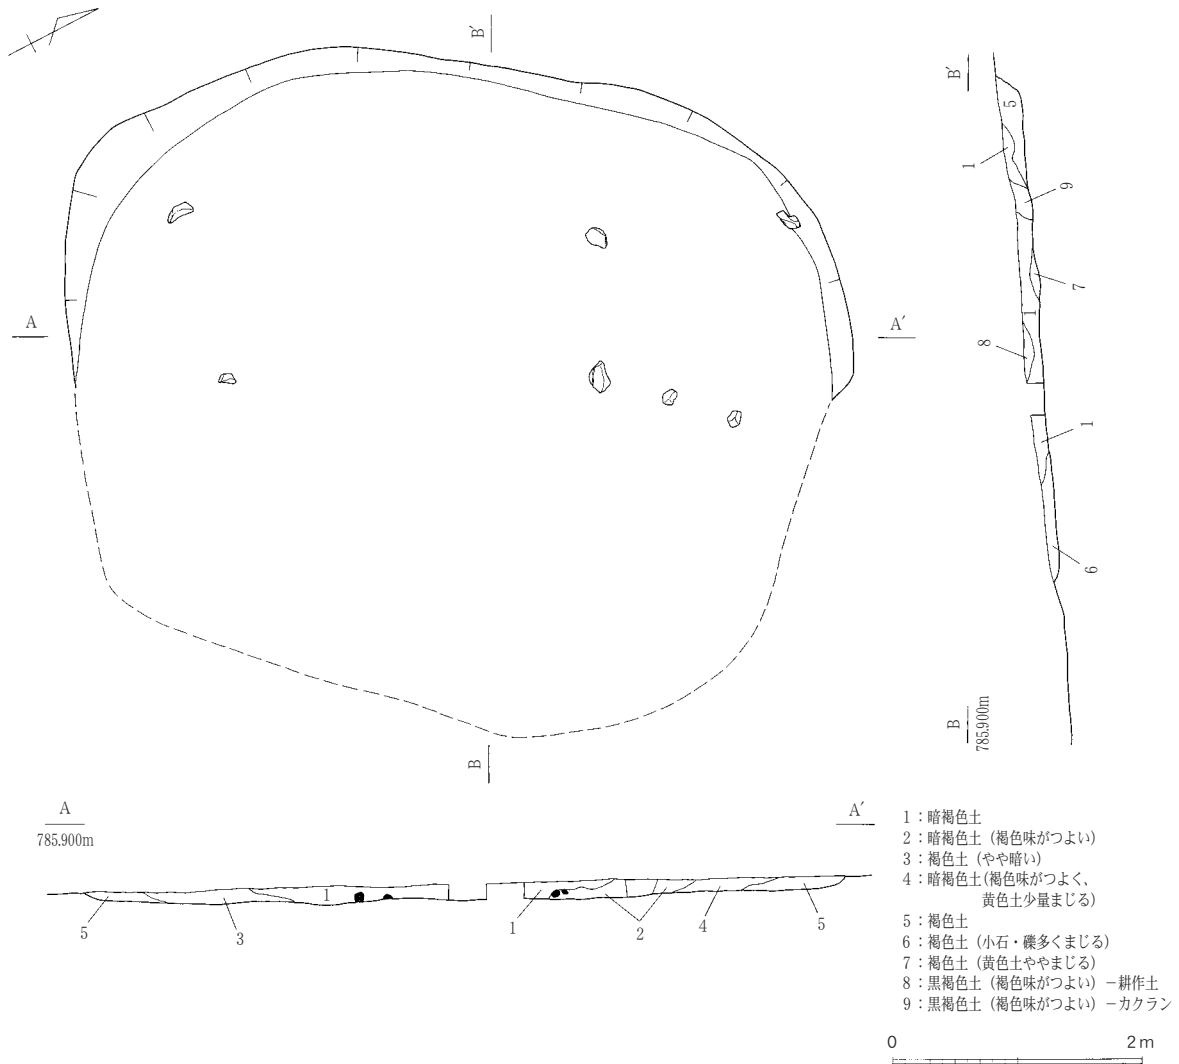 B′
B′
5
1
9
7
A
A′
1
8
1
6
B
B
785.900m
A
A′
785.900m
1
5
3
1
2
4
5
1：暗褐色土
2：暗褐色土（褐色味がつよい）
3：褐色土（やや暗い）
4：暗褐色土(褐色味がつよく、
黄色土少量まじる)
5：褐色土
6：褐色土（小石・礫多くまじる）
7：褐色土（黄色土ややまじる）
8：黒褐色土（褐色味がつよい）－耕作土
9：黒褐色土（褐色味がつよい）－カクラン
0 2m